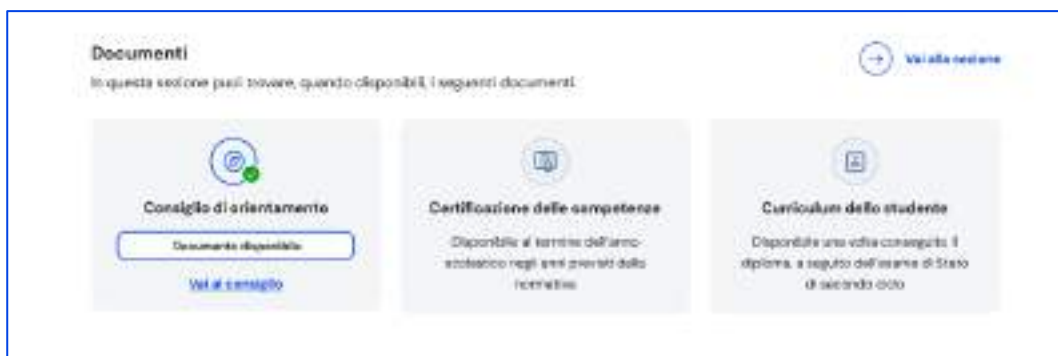 Documenti
Vai alla sezione
In questa sezione puoi trovare, quando disponibili, i seguenti documenti.
Consiglio di orientamento
Documento disponibile
Vai al consiglio
Certificazione delle competenze
Disponibile al termine dell'anno
scolastico negli anni previsti dalla
normativa
Curriculum dello studente
Disponibile una volta conseguito il
diploma, a seguito dell'esame di Stato
di secondo ciclo